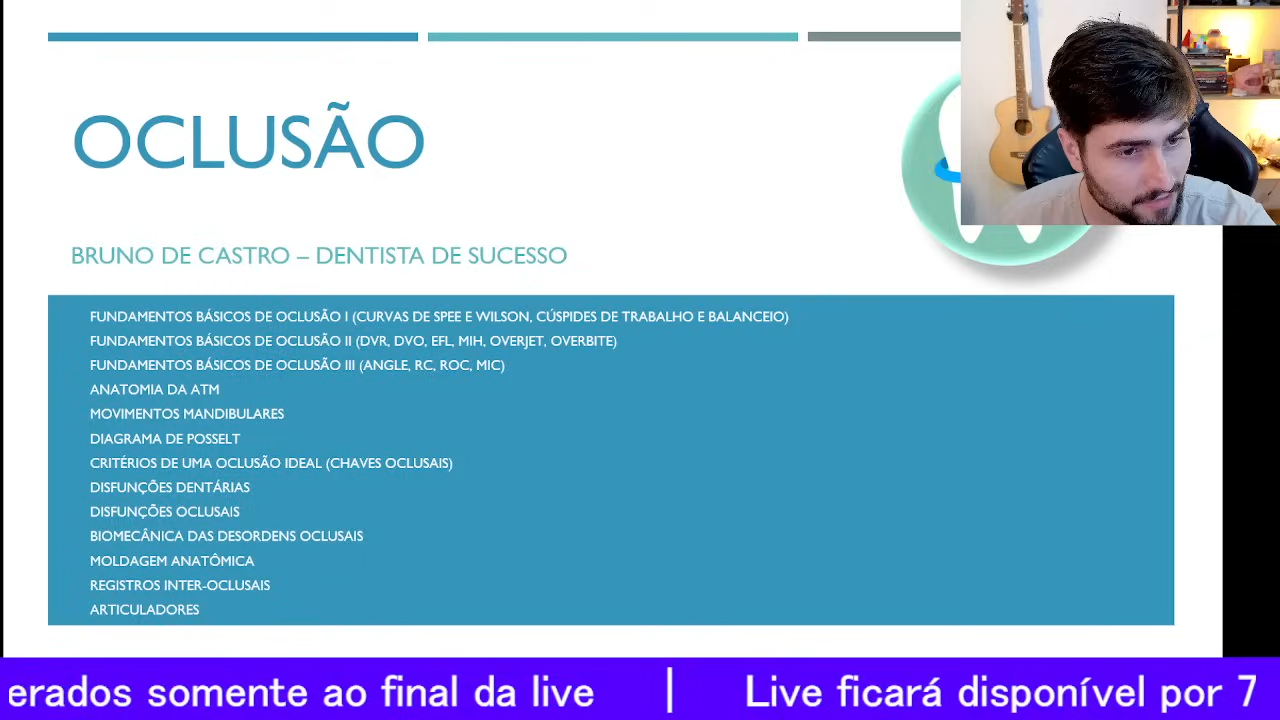 OCLUSÃO
BRUNO DE CASTRO – DENTISTA DE SUCESSO
FUNDAMENTOS BÁSICOS DE OCLUSÃO I (CURVAS DE SPEE E WILSON, CÚSPIDES DE TRABALHO E BALANCEIO)
FUNDAMENTOS BÁSICOS DE OCLUSÃO II (DVR, DVO, EFL, MIH, OVERJET, OVERBITE)
FUNDAMENTOS BÁSICOS DE OCLUSÃO III (ANGLE, RC, ROC, MIC)
ANATOMIA DA ATM
MOVIMENTOS MANDIBULARES
DIAGRAMA DE POSSELT
CRITÉRIOS DE UMA OCLUSÃO IDEAL (CHAVES OCLUSAIS)
DISFUNÇÕES DENTÁRIAS
DISFUNÇÕES OCLUSAIS
BIOMECÂNICA DAS DESORDENS OCLUSAIS
MOLDAGEM ANATÔMICA
REGISTROS INTER-OCLUSAIS
ARTICULADORES
erados somente ao final da live | Live ficará disponível por 7